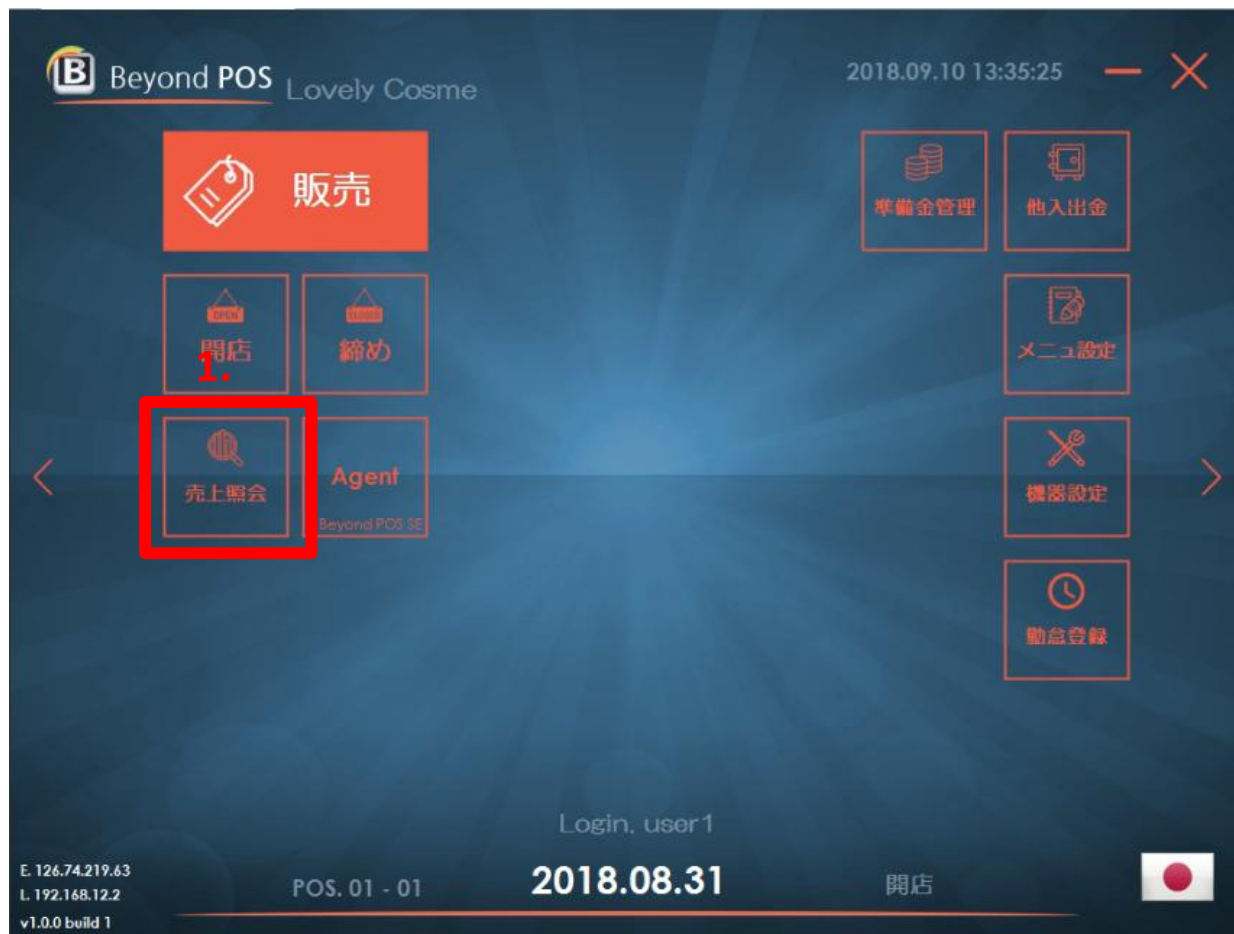 B Beyond POS Lovely Cosme
2018.09.10 13:35:25
販売
準備金管理
他入出金
OPEN
開店
CLOSED
締め
メニュー設定
1.
売上照会
Agent
Beyond POS SE
機器設定
勤怠登録
Login, user1
E. 126.74.219.63
L. 192.168.12.2
v1.0.0 build 1
POS. 01 - 01
2018.08.31
開店